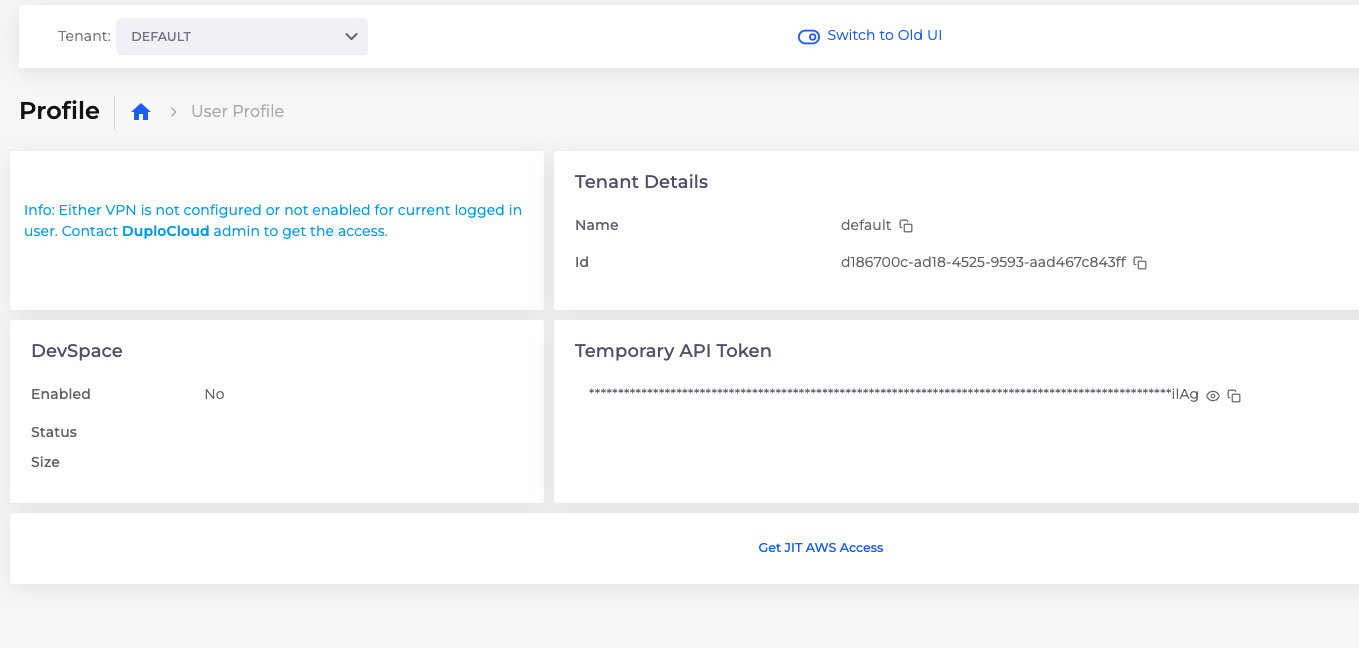 Tenant: DEFAULT
Switch to Old UI
Profile
User Profile
Info: Either VPN is not configured or not enabled for current logged in
user. Contact DuploCloud admin to get the access.
Tenant Details
Name default
Id d186700c-ad18-4525-9593-aad467c843ff
DevSpace
Enabled No
Status
Size
Temporary API Token
****************************************************************************************************ilAg
Get JIT AWS Access